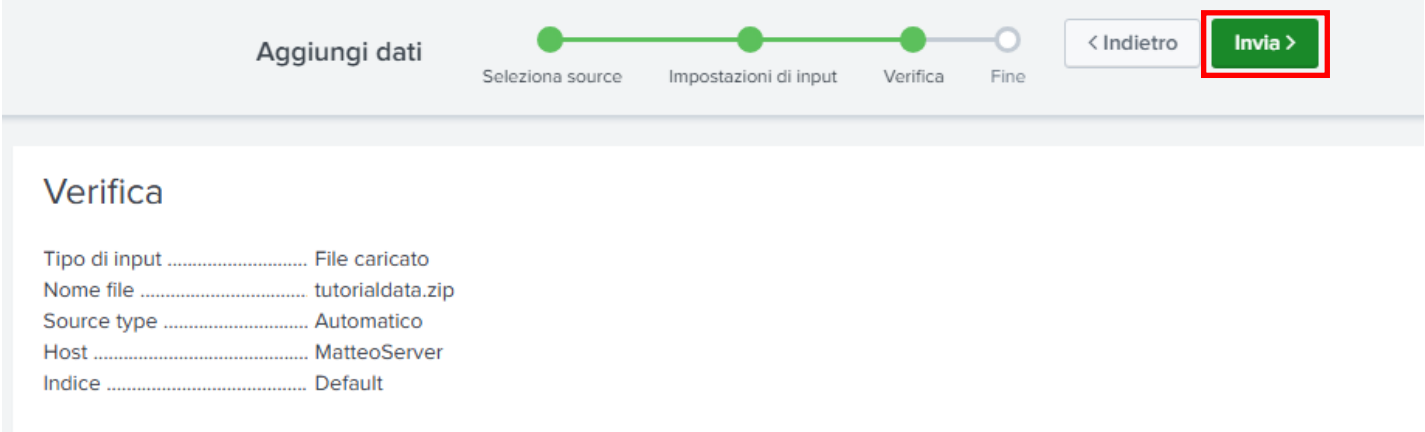 Aggiungi dati
Seleziona source
Impostazioni di input
Verifica
Fine
< Indietro
Invia >
Verifica
Tipo di input ............................. File caricato
Nome file .................................. tutorialdata.zip
Source type .............................. Automatico
Host ............................................ MatteoServer
Indice ......................................... Default